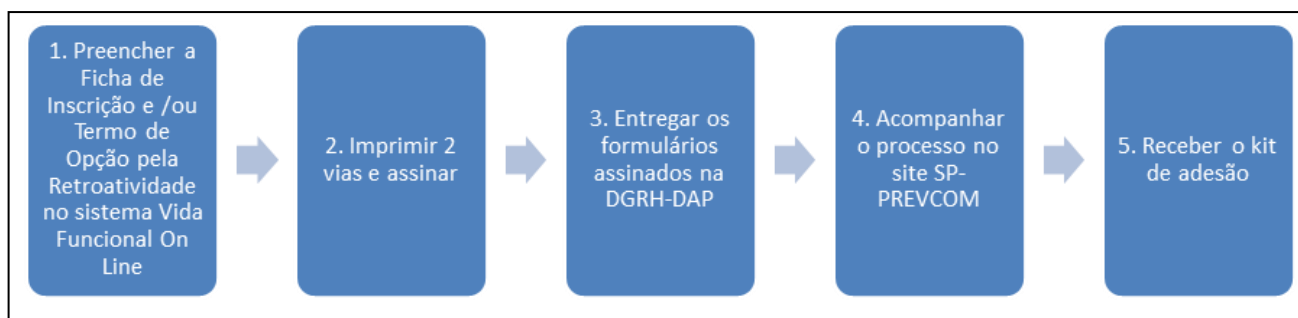 1. Preencher a
Ficha de
Inscrição e /ou
Termo de
Opção pela
Retroatividade
no sistema Vida
Funcional On
Line
2. Imprimir 2
vias e assinar
3. Entregar os
formulários
assinados na
DGRH-DAP
4. Acompanhar
o processo no
site SP-
PREVCOM
5. Receber o kit
de adesão